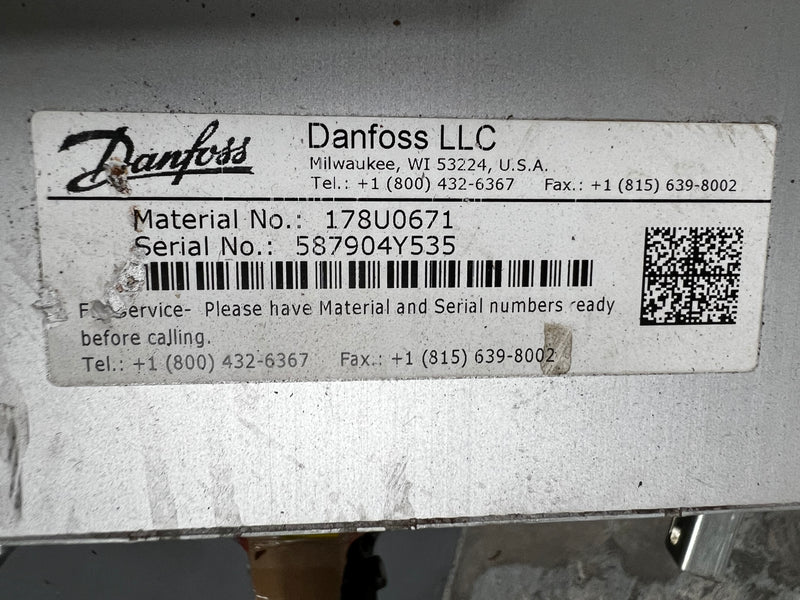 Danfoss
Danfoss LLC
Milwaukee, WI 53224, U.S.A.
Tel.: +1 (800) 432-6367 Fax.: +1 (815) 639-8002
Material No.: 178U0671
Serial No.: 587904Y535
Service- Please have Material and Serial numbers ready
before calling.
Tel.: +1 (800) 432-6367 Fax.: +1 (815) 639-8002